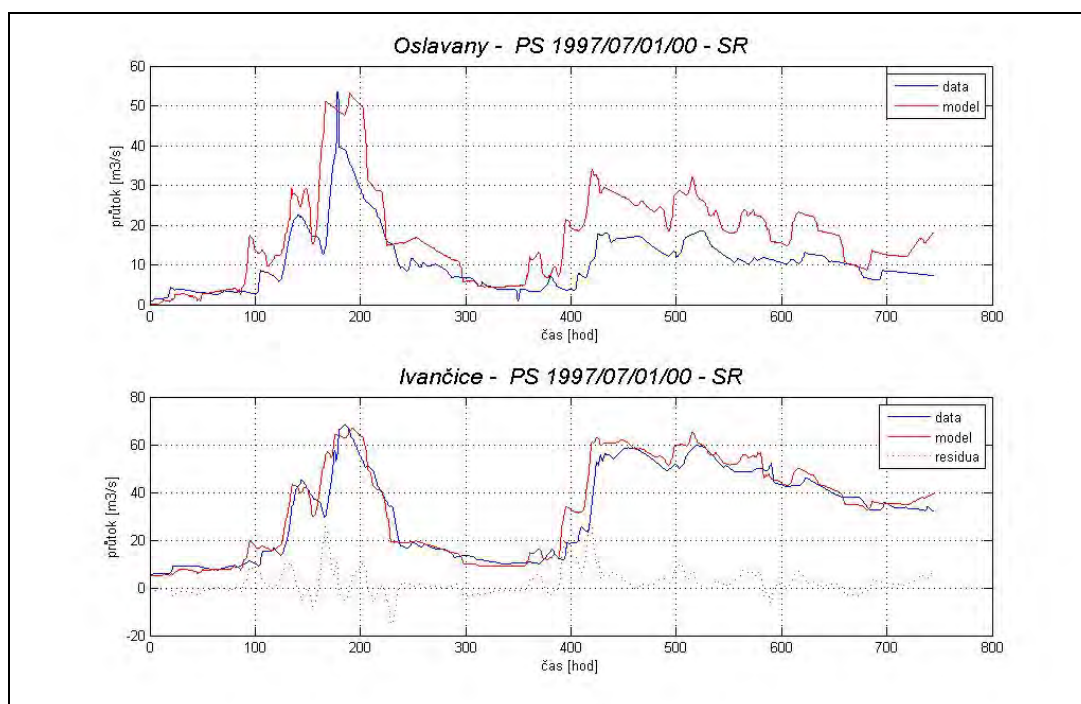 Oslavany - PS 1997/07/01/00 - SR
data
model
průtok [m3/s]
60
50
40
30
20
10
0
0 100 200 300 400 500 600 700 800
čas [hod]
Ivančice - PS 1997/07/01/00 - SR
data
model
residua
průtok [m3/s]
80
60
40
20
0
-20
0 100 200 300 400 500 600 700 800
čas [hod]